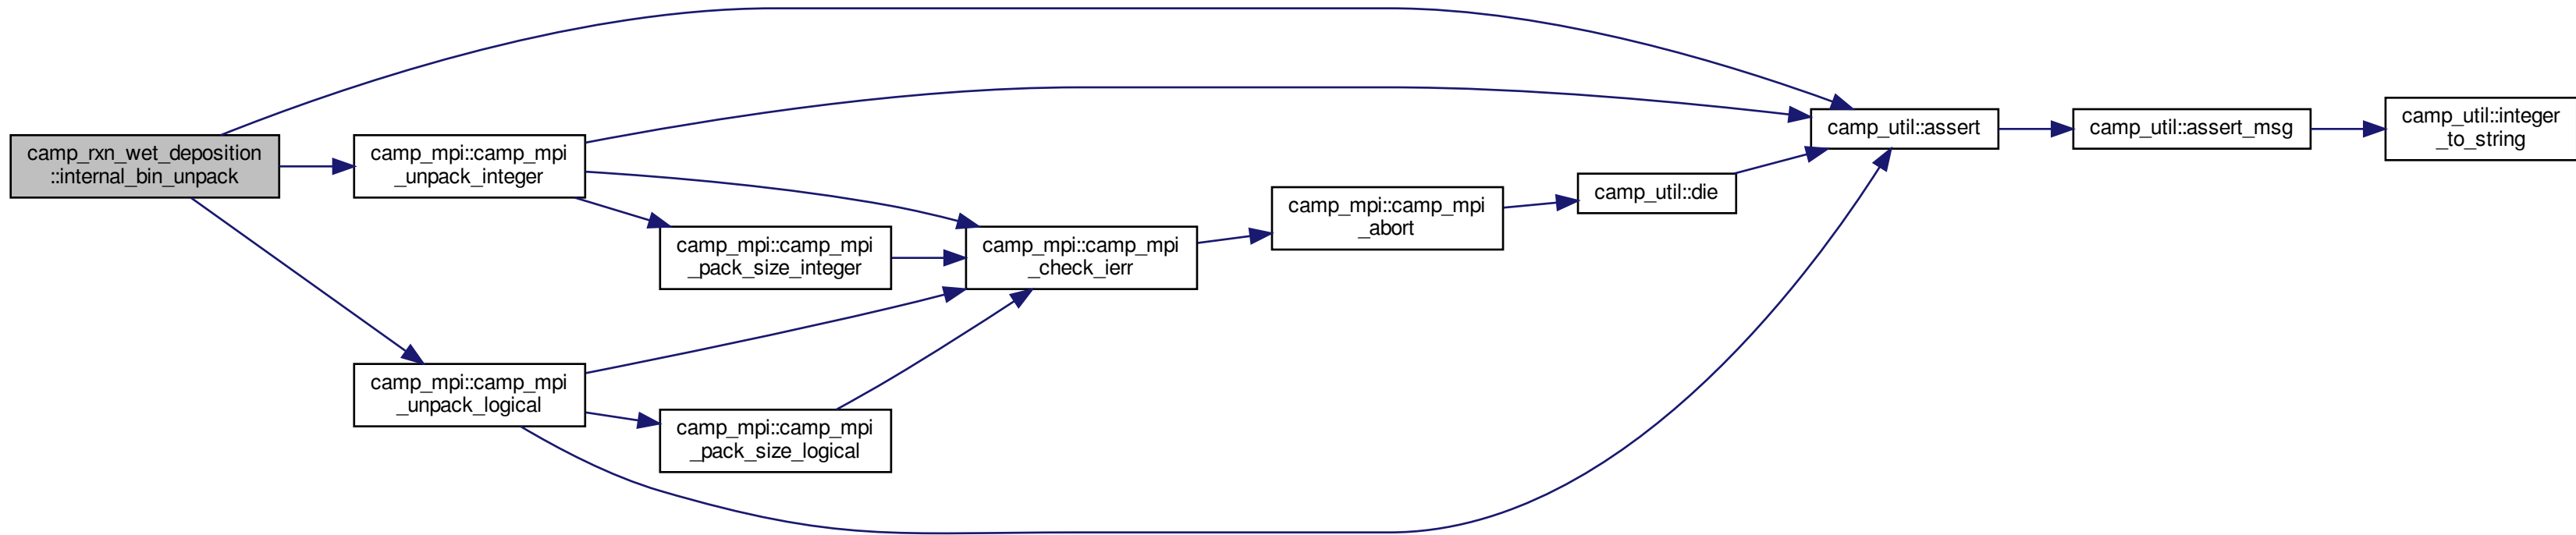 camp_rxn_wet_deposition
::internal_bin_unpack
camp_mpi::camp_mpi
_unpack_integer
camp_mpi::camp_mpi
_pack_size_integer
camp_mpi::camp_mpi
_check_ierr
camp_mpi::camp_mpi
_abort
camp_util::die
camp_util::assert
camp_util::assert_msg
camp_util::integer
_to_string
camp_mpi::camp_mpi
_unpack_logical
camp_mpi::camp_mpi
_pack_size_logical